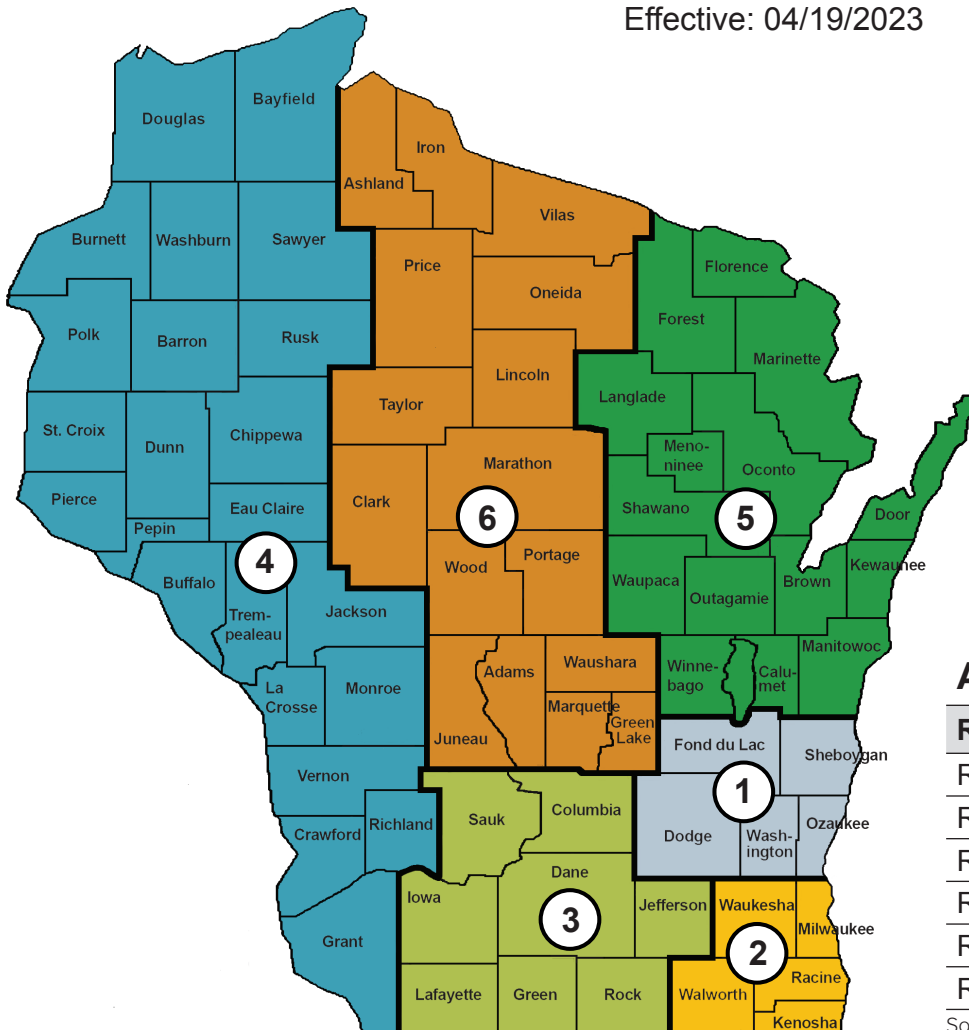 Effective: 04/19/2023
Bayfield
Douglas
Iron
Ashland
Vilas
Burnett
Washburn
Sawyer
Price
Florence
Oneida
Forest
Polk
Barron
Rusk
Marinette
Lincoln
Langlade
Taylor
St. Croix
Dunn
Chippewa
Meno-
ninee
Marathon
Oconto
Pierce
Clark
6
Shawano
5
Eau Claire
Pepin
Door
4
Wood
Portage
Kewaunee
Buffalo
Waupaca
Brown
Outagamie
Jackson
Trem-
pealeau
Manitowoc
Adams
Waushara
Winne-
bago
Calu-
met
A
La
Crosse
Monroe
Marquette
Green
Lake
R
Juneau
Fond du Lac
Sheboygan
Vernon
1
R
Columbia
Sauk
Richland
Crawford
Dodge
Wash-
ington
Ozaukee
R
R
Dane
Iowa
Jefferson
Waukesha
R
3
Milwaukee
Grant
2
R
Racine
Lafayette
Green
Rock
Walworth
R
Kenosha
So